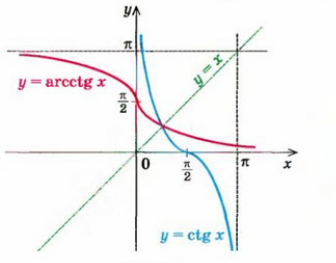 y
π
y = x
y = arcctg x
π/2
0
π/2
π
x
y = ctg x